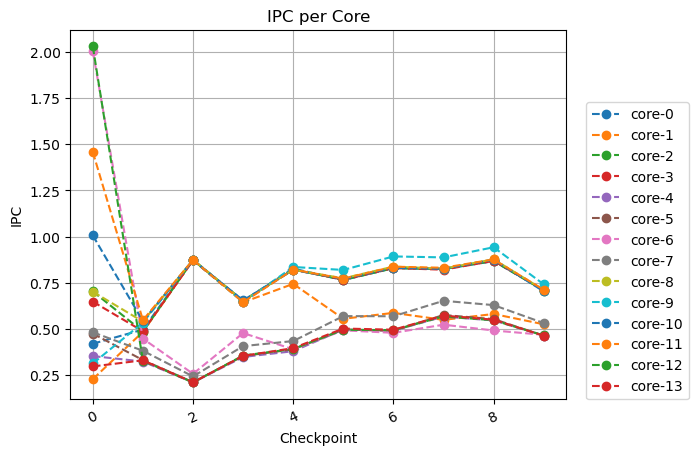 IPC per Core
IPC
2.00
1.75
1.50
1.25
1.00
0.75
0.50
0.25
0
2
4
6
8
Checkpoint
core-0
core-1
core-2
core-3
core-4
core-5
core-6
core-7
core-8
core-9
core-10
core-11
core-12
core-13